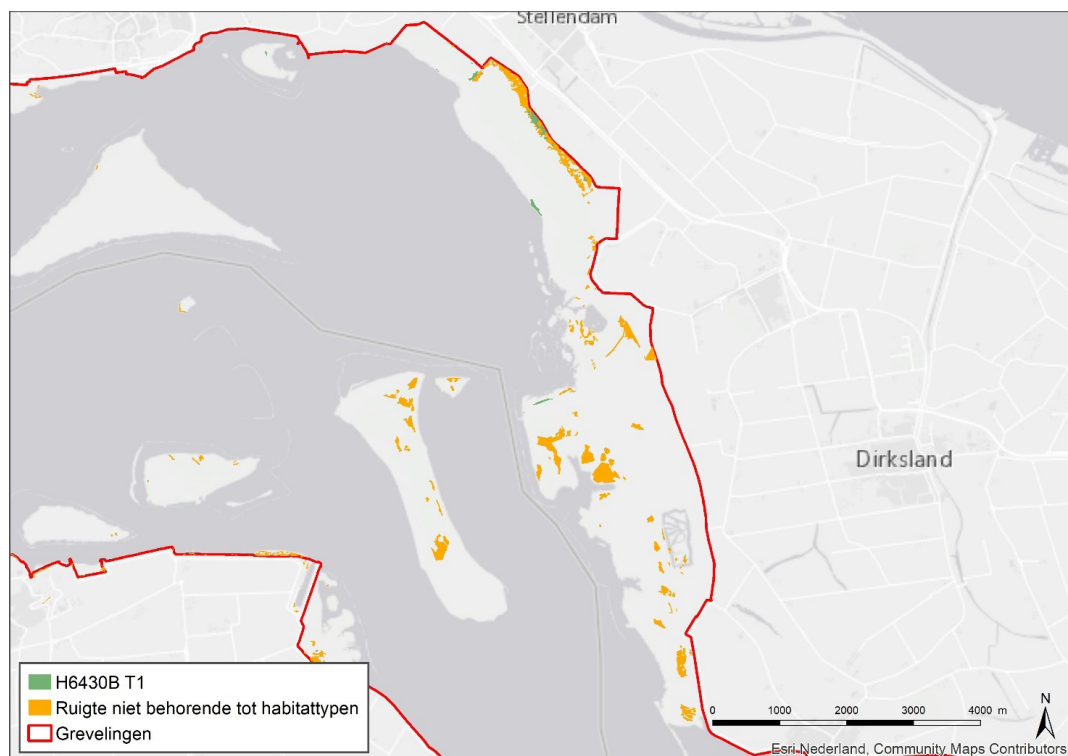 Stellendam
Dirksland
H6430B T1
Ruigte niet behorende tot habitattypen
Grevelingen
N
0 1000 2000 4000 m
Esri Nederland, Community Maps Contributors